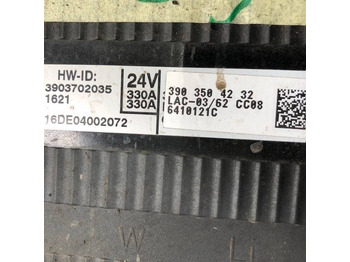 HW-ID:
3903702035
1621
16DE04002072
24V
330A
330A
390 350 42 32
LAC-03/62 CC08
6410121C
W
L